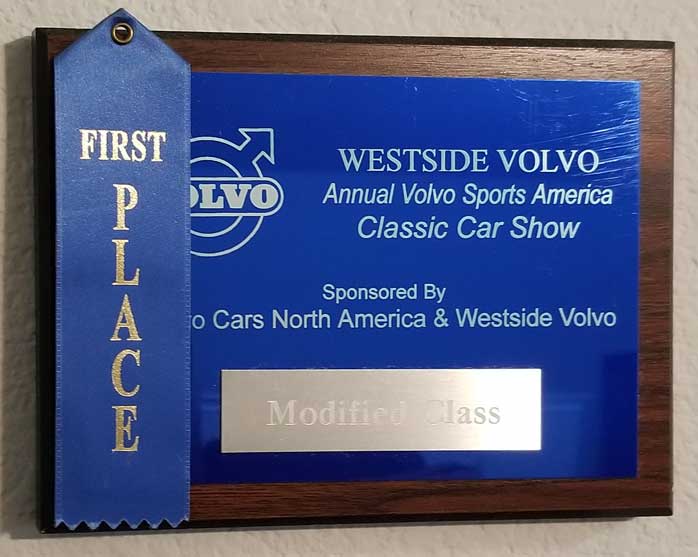 FIRST
PLACE
OLVO
WESTSIDE VOLVO
Annual Volvo Sports America
Classic Car Show
Sponsored By
o Cars North America & Westside Volvo
Modified Class